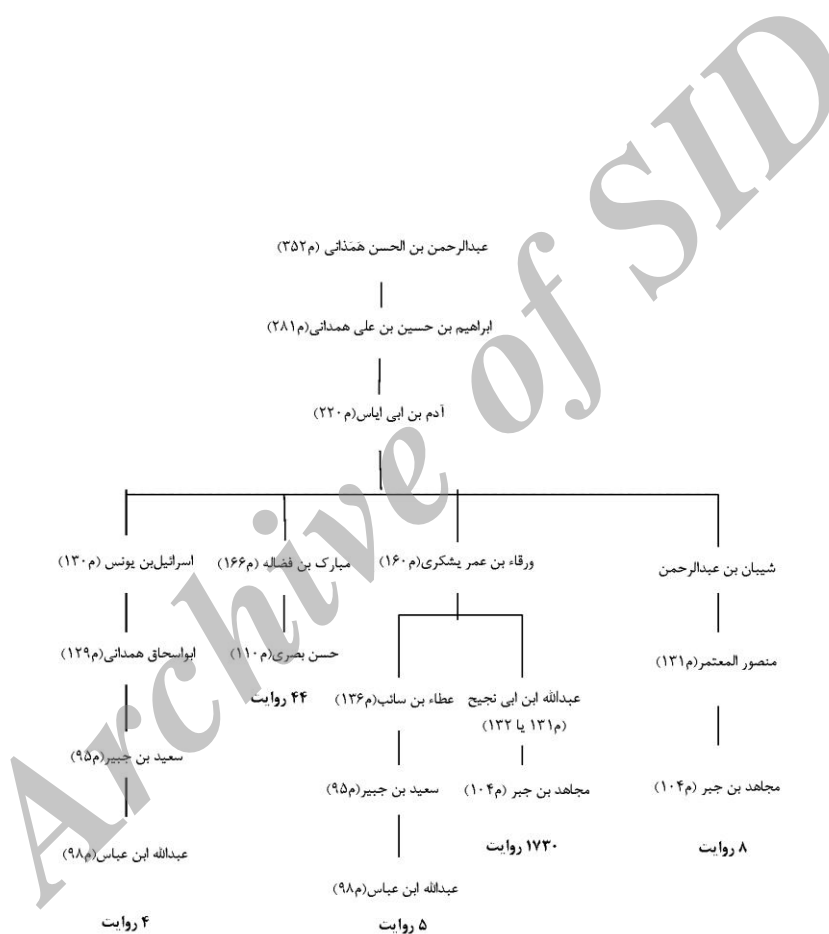 عبدالرحمن بن الحسن هَمَذانی (م۳۵۲)
ابراهیم بن حسین بن علی همدانی(م۲۸۱)
آدم بن ابی ایاس(م۲۲۰)
شیبان بن عبدالرحمن
ورقاء بن عمر یشکری(م۱۶۰)
مبارک بن فضاله (م۱۶۶)
اسرائیل‌بن یونس (م۱۳۰)
منصور المعتمر(م۱۳۱)
مجاهد بن جبر (م۱۰۴)
۸ روایت
عبدالله ابن ابی نجیح
(م۱۳۱ یا ۱۳۲)
مجاهد بن جبر (م۱۰۴)
۱۷۳۰ روایت
عطاء بن سائب(م۱۳۶)
سعید بن جبیر(م۹۵)
عبدالله ابن عباس(م۹۸)
۵ روایت
حسن بصری(م۱۱۰)
۴۴ روایت
ابواسحاق همدانی(م۱۲۹)
سعید بن جبیر(م۹۵)
عبدالله ابن عباس(م۹۸)
۴ روایت
Archive of SID